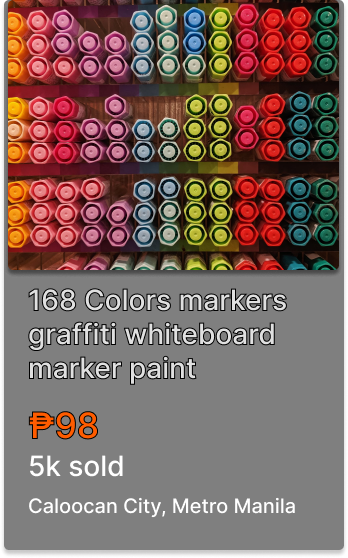 168 Colors markers
graffiti whiteboard
marker paint
₱98
5k sold
Caloocan City, Metro Manila